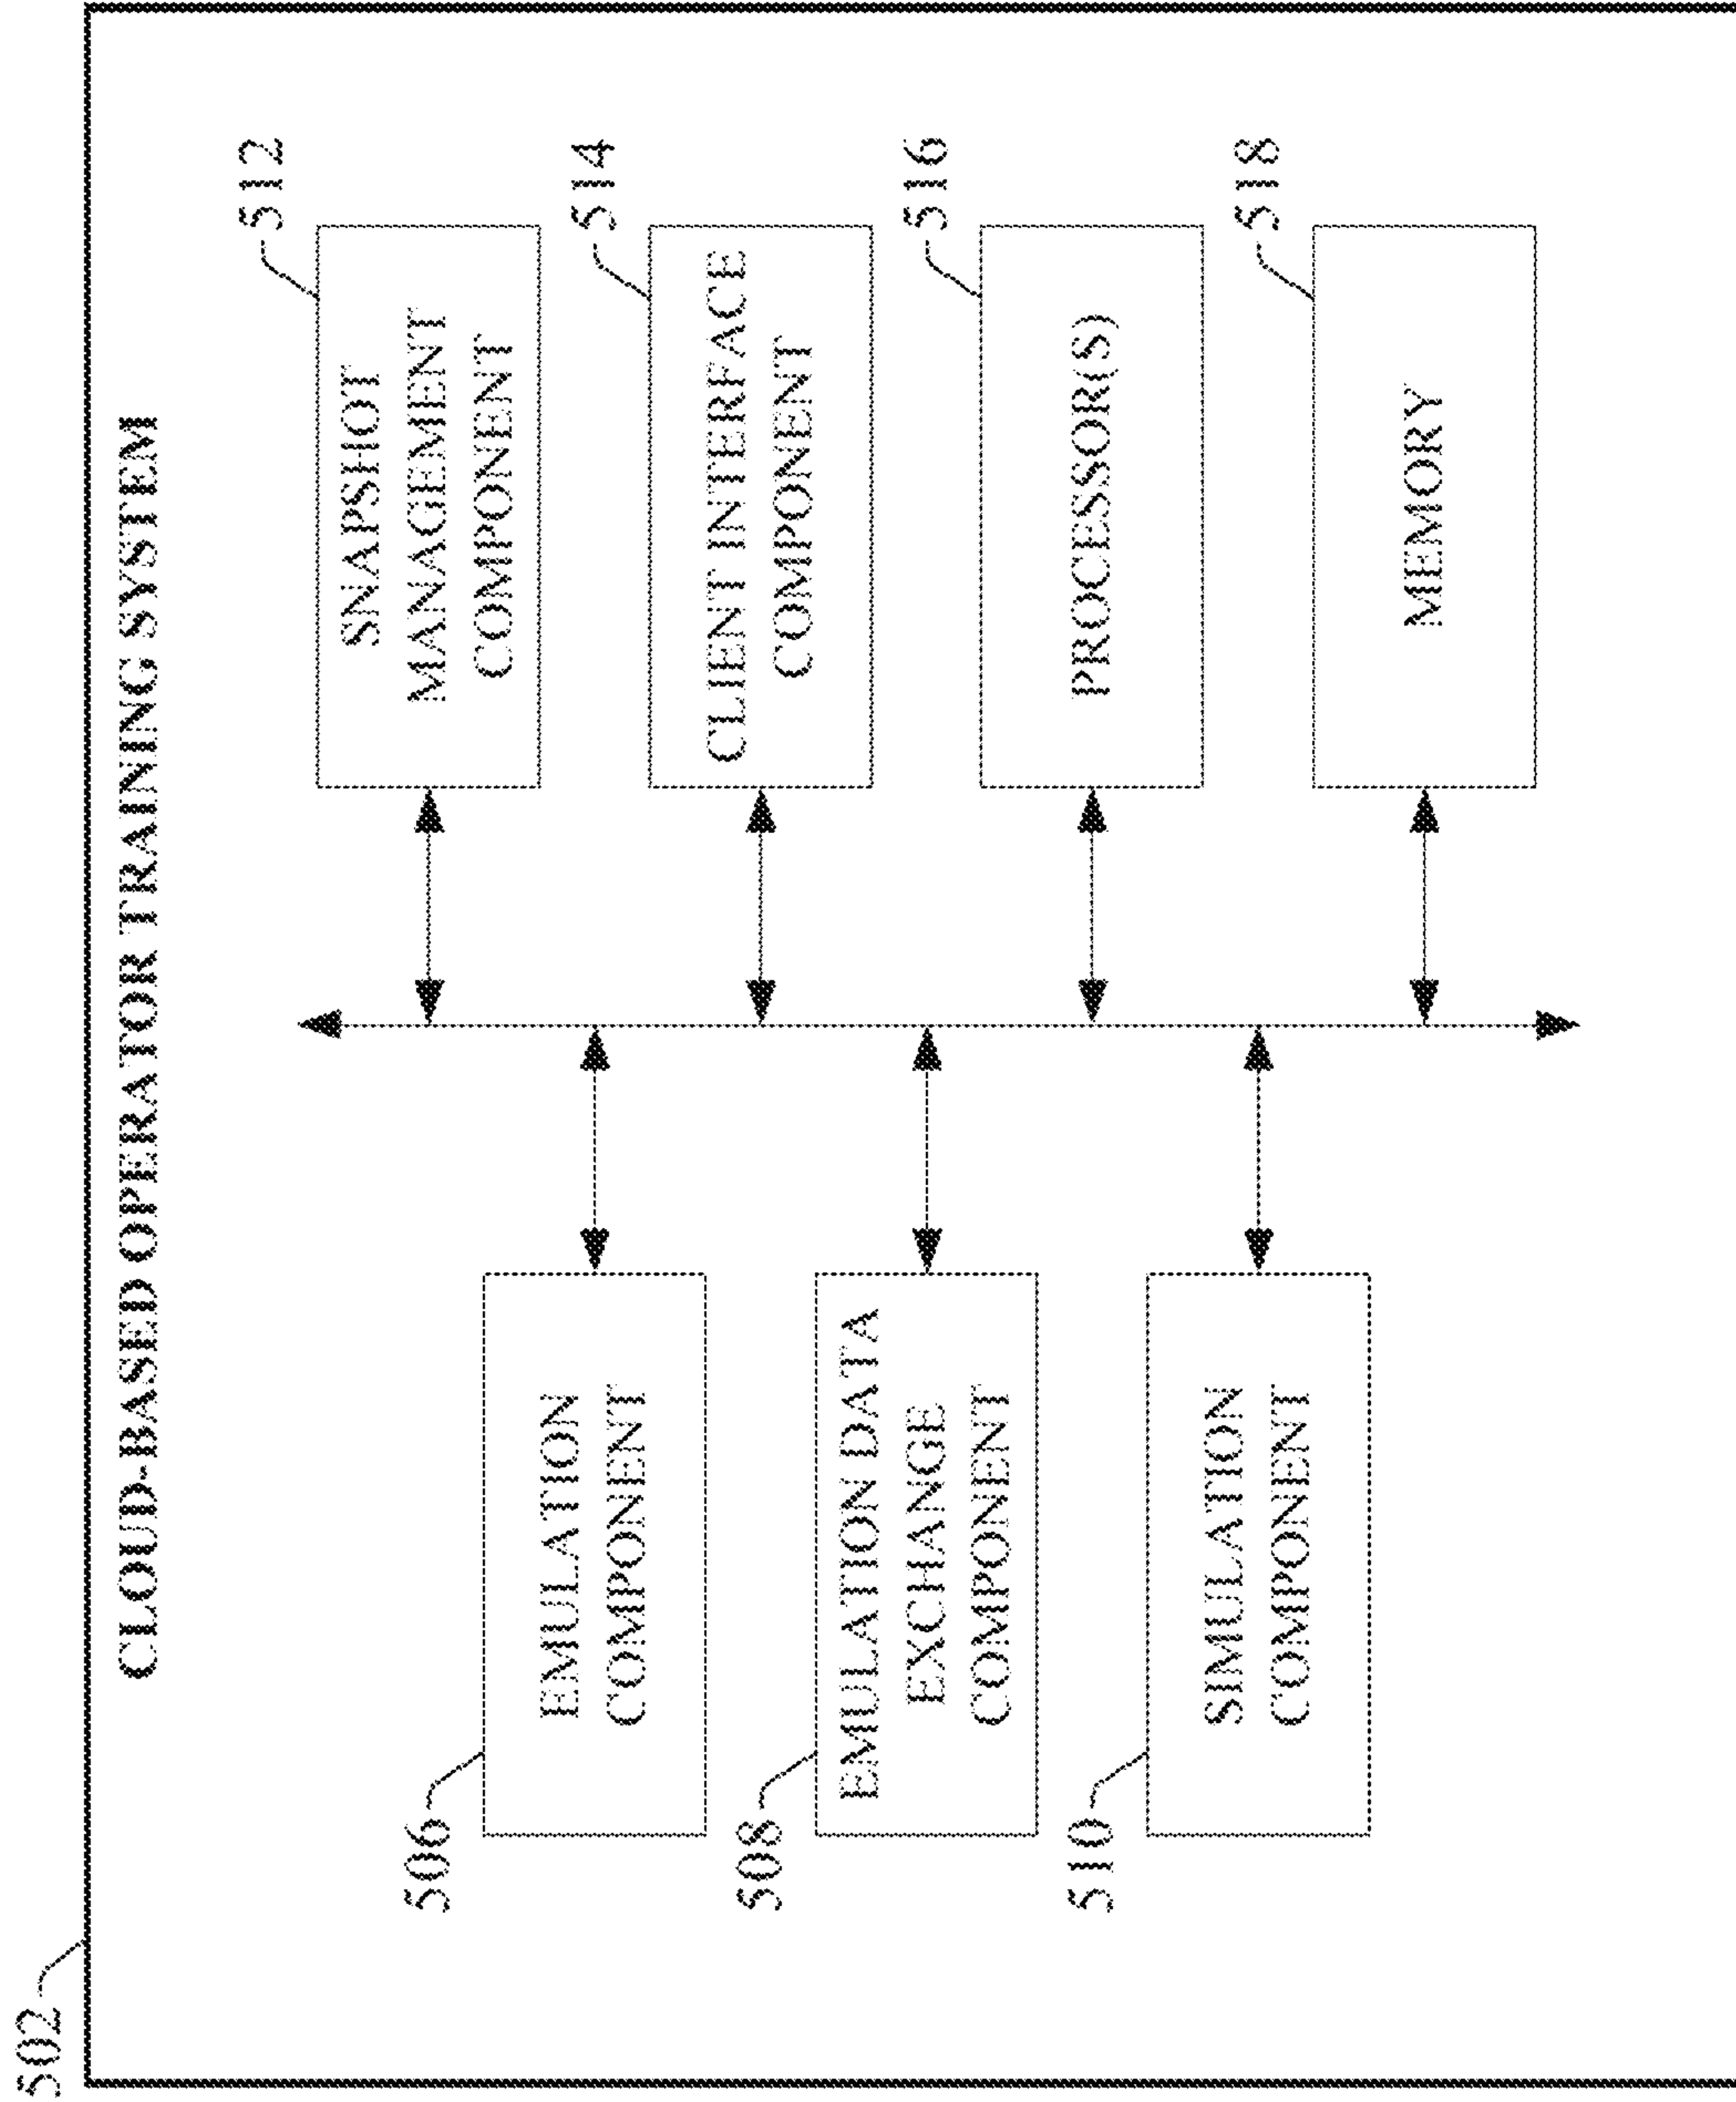 502
CLOUD-BASED OPERATOR TRAINING SYSTEM
506
EMULATION
COMPONENT
508
EMULATION DATA
EXCHANGE
COMPONENT
510
SIMULATION
COMPONENT
512
SNAPSHOT
MANAGEMENT
COMPONENT
514
CLIENT INTERFACE
COMPONENT
516
PROCESSOR(S)
518
MEMORY